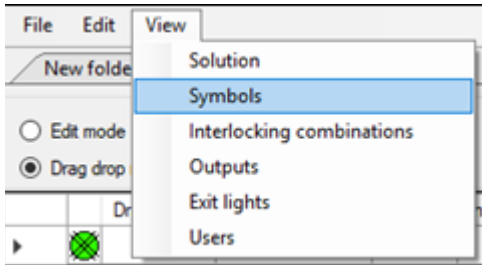 File Edit View
New folde
Solution
Symbols
Edit mode
Interlocking combinations
Drag drop
Outputs
Exit lights
Dr
Users